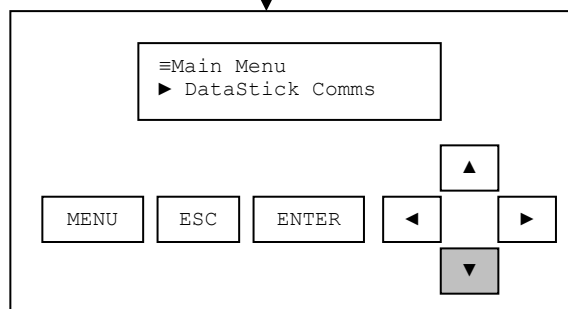 ≡Main Menu
► DataStick Comms
▲
MENU ESC ENTER ◄ ►
▼